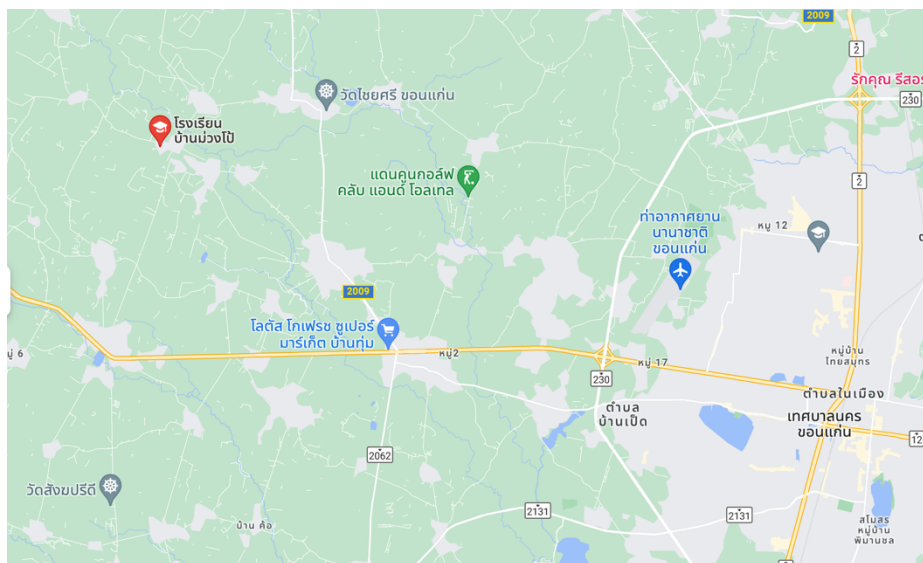 2009
2
รักคุณ รีสอร
230
วัดไชยศรี ขอนแก่น
โรงเรียน
บ้านม่วงโป้
แดนคูนกอล์ฟ
คลับ แอนด์ โฮลเทล
2
ท่าอากาศยาน
นานาชาติ
ขอนแก่น
หมู่ 12
2009
โลตัส โกเฟรช ซูเปอร์
มาร์เก็ต บ้านทุ่ม
หมู่2
หมู่ 17
หมู่บ้าน
ไทยสมุทร
230
ตำบลในเมือง
ตำบล
บ้านเป็ด
เทศบาลนคร
ขอนแก่น
12
2062
วัดสังฆปรีดี
บ้าน ค้อ
2131
2131
สโมสร
หมู่บ้าน
พิมานชล